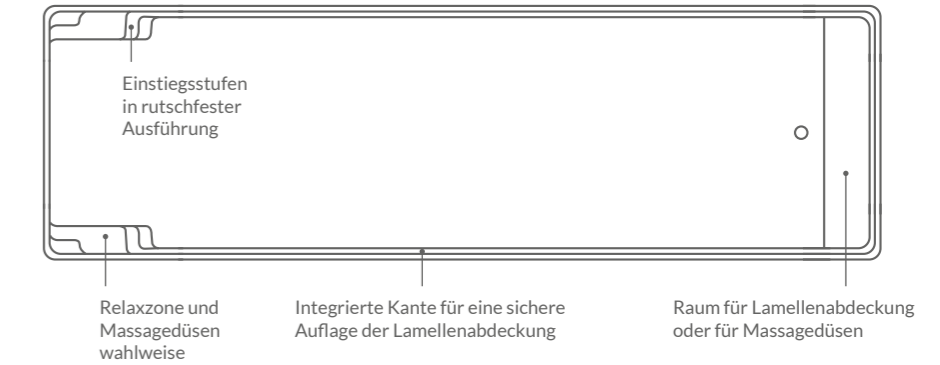 Einstiegsstufen
in rutschfester
Ausführung
Relaxzone und
Massagedüsen
wahlweise
Integrierte Kante für eine sichere
Auflage der Lamellenabdeckung
Raum für Lamellenabdeckung
oder für Massagedüsen